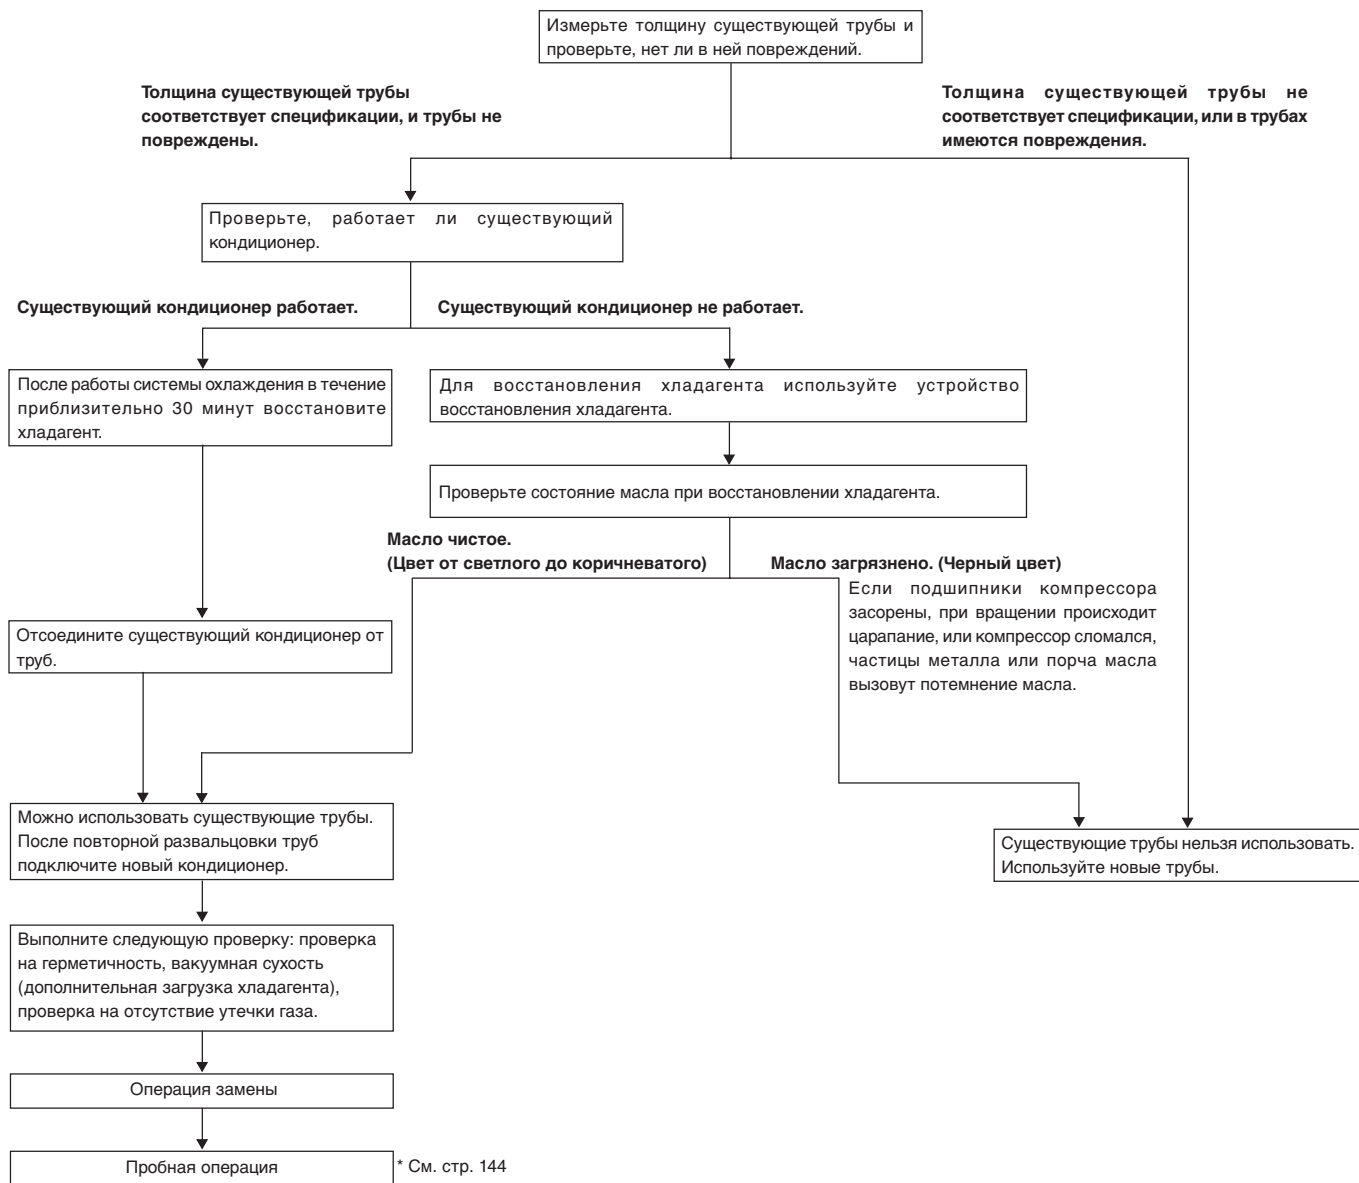 Измерьте толщину существующей трубы и
проверьте, нет ли в ней повреждений.
Толщина существующей трубы
соответствует спецификации, и трубы не
повреждены.
Толщина существующей трубы не
соответствует спецификации, или в трубах
имеются повреждения.
Проверьте, работает ли существующий
кондиционер.
Существующий кондиционер работает.
Существующий кондиционер не работает.
После работы системы охлаждения в течение
приблизительно 30 минут восстановите
хладагент.
Для восстановления хладагента используйте устройство
восстановления хладагента.
Проверьте состояние масла при восстановлении хладагента.
Масло чистое.
(Цвет от светлого до коричневатого)
Масло загрязнено. (Черный цвет)
Если подшипники компрессора
засорены, при вращении происходит
царапание, или компрессор сломался,
частицы металла или порча масла
вызовут потемнение масла.
Отсоедините существующий кондиционер от
труб.
Можно использовать существующие трубы.
После повторной развальцовки труб
подключите новый кондиционер.
Существующие трубы нельзя использовать.
Используйте новые трубы.
Выполните следующую проверку: проверка
на герметичность, вакуумная сухость
(дополнительная загрузка хладагента),
проверка на отсутствие утечки газа.
Операция замены
Пробная операция
* См. стр. 144